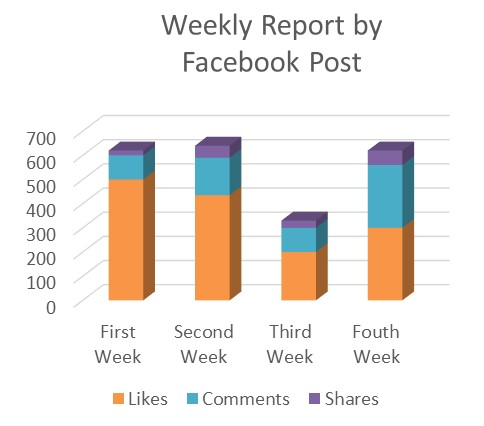 Weekly Report by
Facebook Post
700
600
500
400
300
200
100
0
First Week
Second Week
Third Week
Fouth Week
Likes Comments Shares